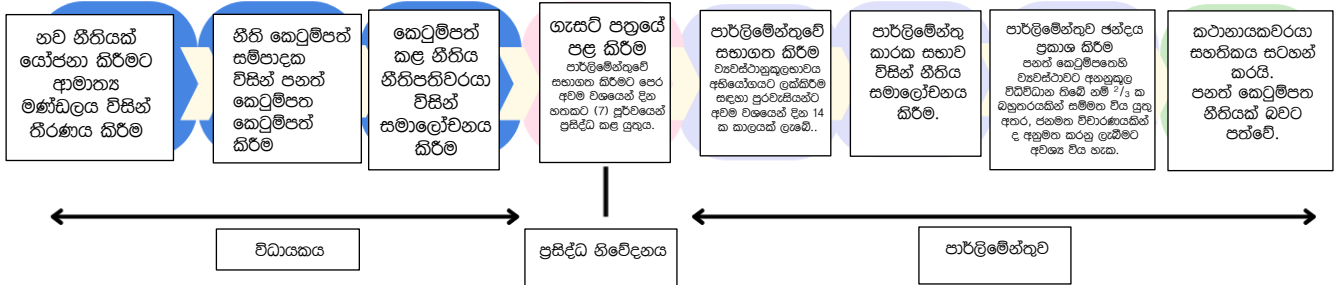 නව නීතියක්
යෝජනා කිරීමට
ආමාත්‍ය
මණ්ඩලය විසින්
තීරණය කිරීම
නීති කෙටුම්පත්
සම්පාදක
විසින් පනත්
කෙටුම්පත
කෙටුම්පත්
කිරීම
කෙටුම්පත්
කළ නීතිය
නීතිපතිවරයා
විසින්
සමාලෝචනය
කිරීම
ගැසට් පත්‍රයේ
පළ කිරීම
පාර්ලිමේන්තුවේ
සභාගත කිරීමට පෙර
අවම වශයෙන් දින
හතකට (7) පූර්වයෙන්
ප්‍රසිද්ධ කළ යුතුය.
පාර්ලිමේන්තුවේ
සභාගත කිරීම
ව්‍යවස්ථානුකූලභාවය
අභියෝගයට ලක්කිරීම
සඳහා පුරවැසියන්ට
අවම වශයෙන් දින 14
ක කාලයක් ලැබේ..
පාර්ලිමේන්තු
කාරක සභාව
විසින් නීතිය
සමාලෝචනය
කිරීම.
පාර්ලිමේන්තුව ඡන්දය
ප්‍රකාශ කිරීම
පනත් කෙටුම්පතෙහි
ව්‍යවස්ථාවට අනනුකූල
විධිවිධාන තිබේ නම් ²/₃ ක
බහුතරයකින් සම්මත විය යුතු
අතර, ජනමත විචාරණයකින්
ද අනුමත කරනු ලැබීමට
අවශ්‍ය විය හැක.
කථානායකවරයා
සහතිකය සටහන්
කරයි.
පනත් කෙටුම්පත
නීතියක් බවට
පත්වේ.
විධායකය
ප්‍රසිද්ධ නිවේදනය
පාර්ලිමේන්තුව